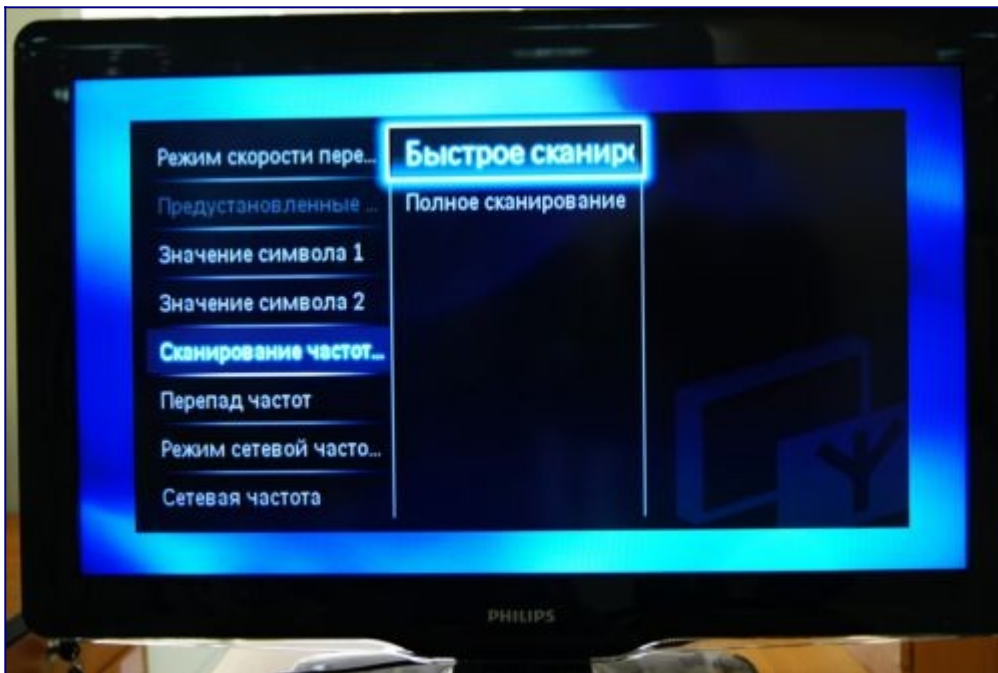 Режим скорости пере...
Предустановленные ...
Значение символа 1
Значение символа 2
Сканирование частот...
Перепад частот
Режим сетевой часто...
Сетевая частота
Быстрое сканиро
Полное сканирование
PHILIPS